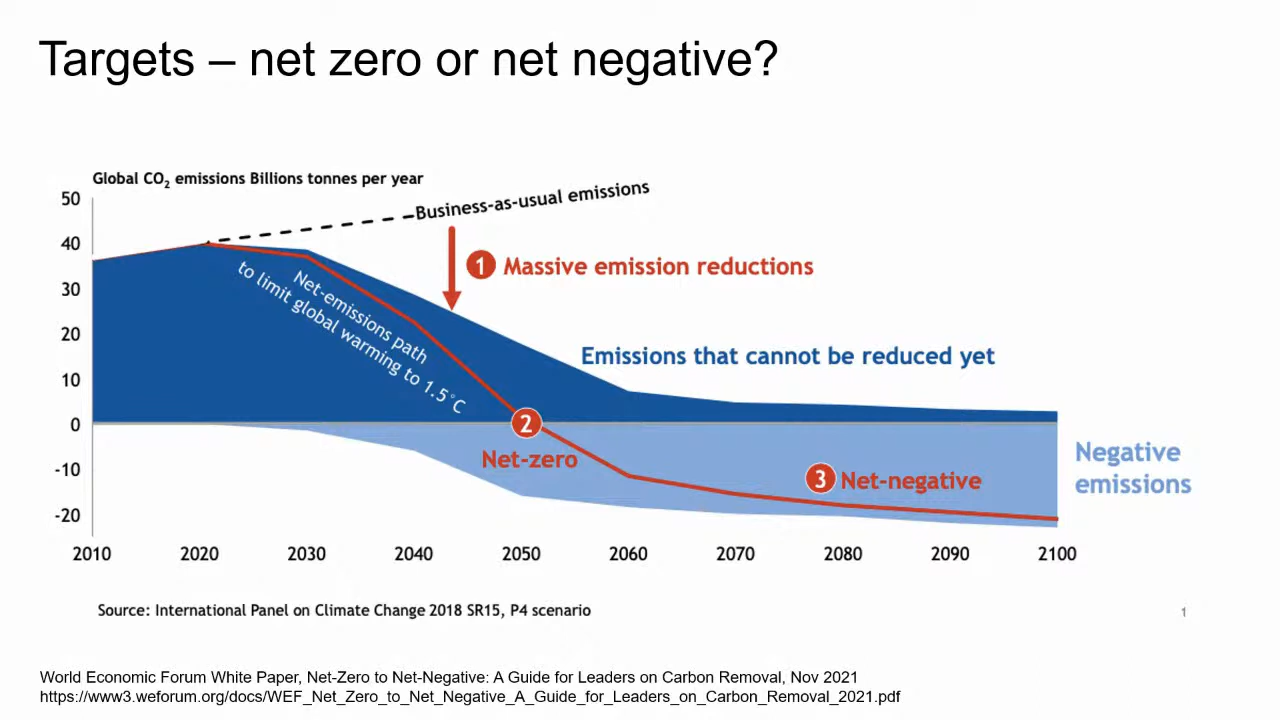 Targets – net zero or net negative?
Global CO₂ emissions Billions tonnes per year
50
40
30
20
10
0
-10
-20
Business-as-usual emissions
1 Massive emission reductions
Net-emissions path
to limit global warming to 1.5°C
Emissions that cannot be reduced yet
2
Net-zero
3 Net-negative
Negative
emissions
2010 2020 2030 2040 2050 2060 2070 2080 2090 2100
Source: International Panel on Climate Change 2018 SR15, P4 scenario
1
World Economic Forum White Paper, Net-Zero to Net-Negative: A Guide for Leaders on Carbon Removal, Nov 2021
https://www3.weforum.org/docs/WEF_Net_Zero_to_Net_Negative_A_Guide_for_Leaders_on_Carbon_Removal_2021.pdf